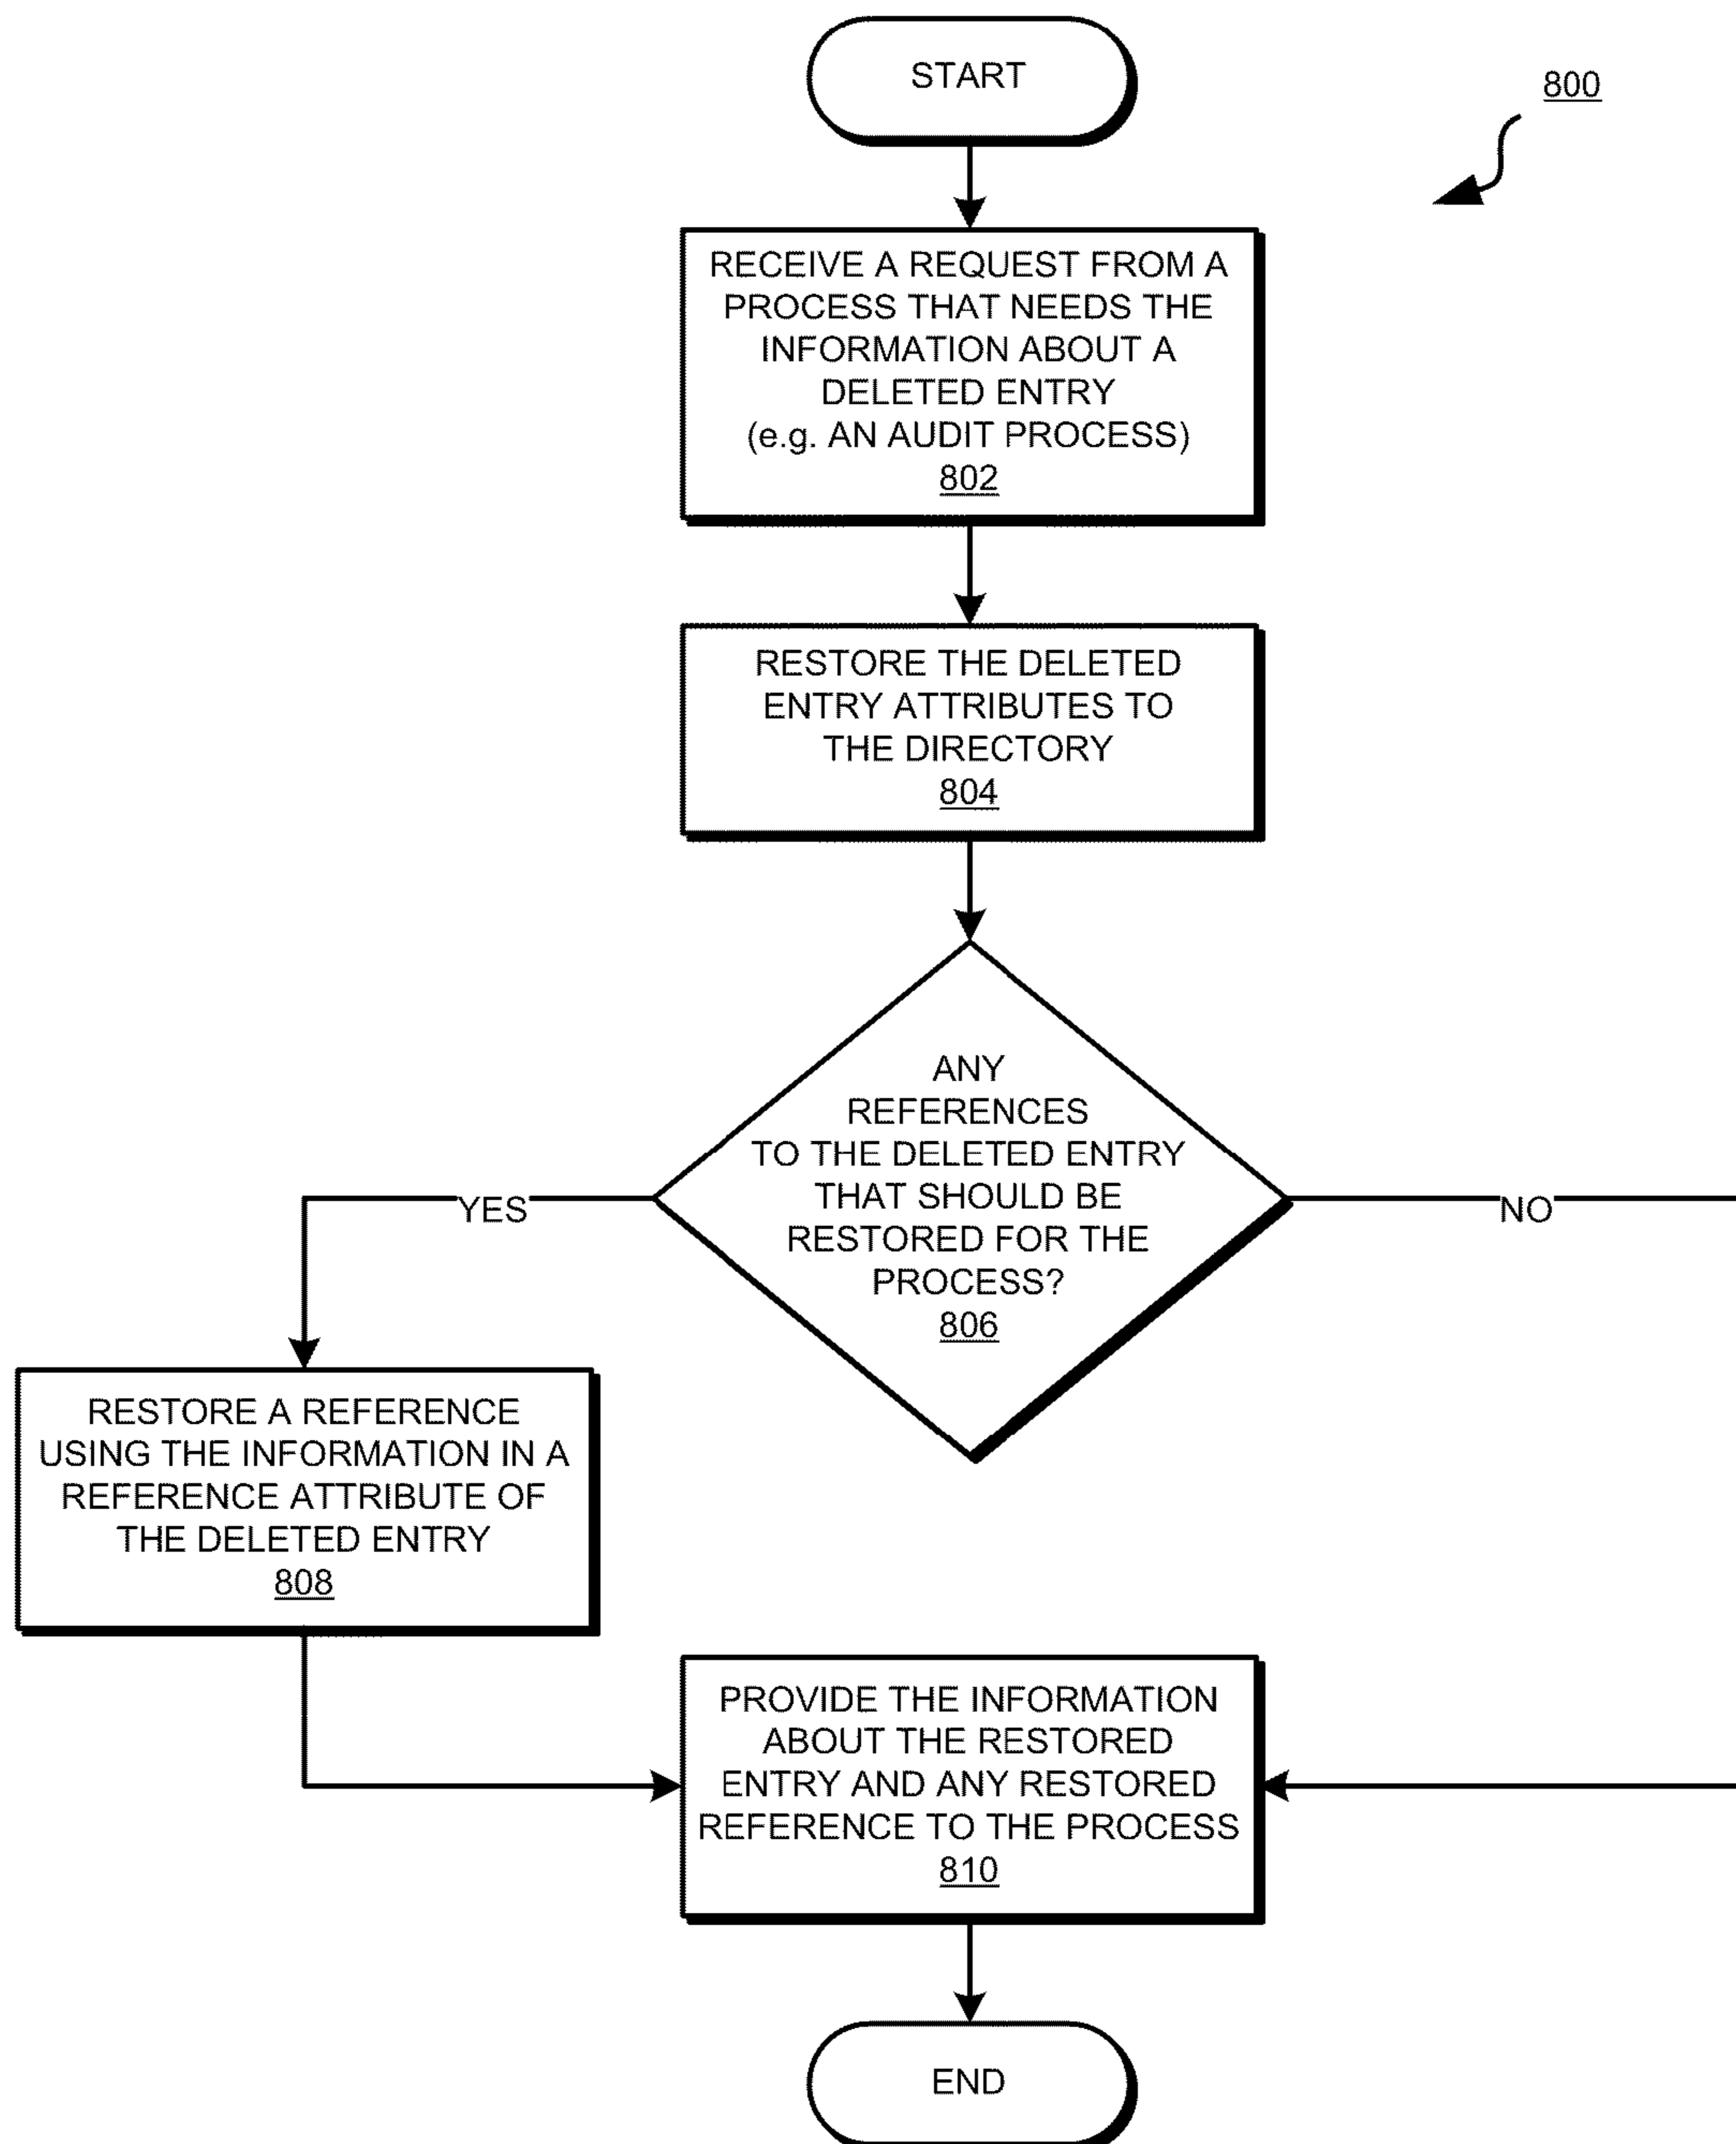 START
800
RECEIVE A REQUEST FROM A
PROCESS THAT NEEDS THE
INFORMATION ABOUT A
DELETED ENTRY
(e.g. AN AUDIT PROCESS)
802
RESTORE THE DELETED
ENTRY ATTRIBUTES TO
THE DIRECTORY
804
ANY
REFERENCES
TO THE DELETED ENTRY
THAT SHOULD BE
RESTORED FOR THE
PROCESS?
806
YES
NO
RESTORE A REFERENCE
USING THE INFORMATION IN A
REFERENCE ATTRIBUTE OF
THE DELETED ENTRY
808
PROVIDE THE INFORMATION
ABOUT THE RESTORED
ENTRY AND ANY RESTORED
REFERENCE TO THE PROCESS
810
END